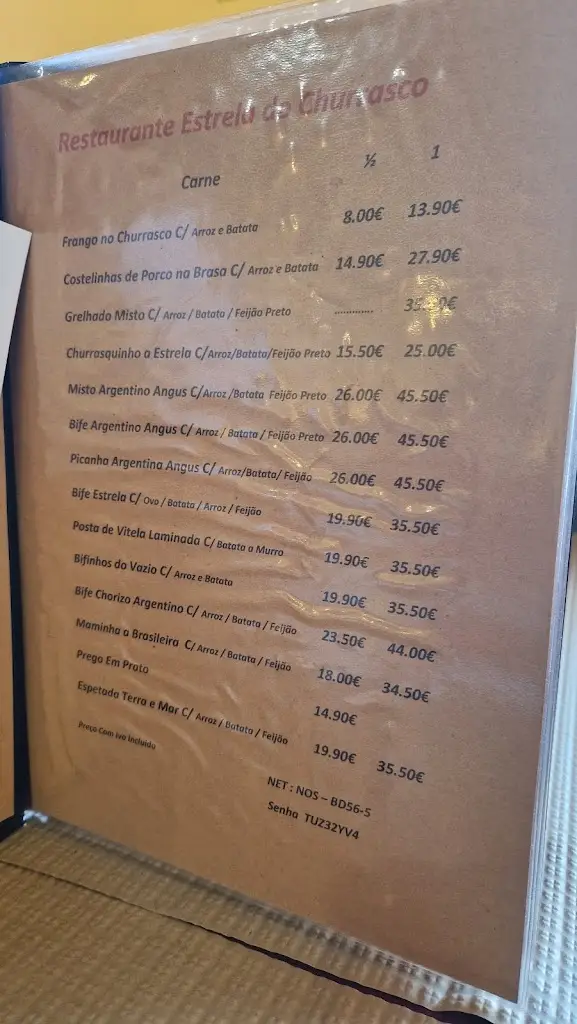 Restaurante Estrela do Churrasco
Carne ½ 1
Frango no Churrasco C/ Arroz e Batata 8.00€ 13.90€
Costelinhas de Porco na Brasa C/ Arroz e Batata 14.90€ 27.90€
Grelhado Misto C/ Arroz / Batata / Feijão Preto .............
Churrasquinho a Estrela C/Arroz/Batata/Feijão Preto 15.50€ 25.00€
Misto Argentino Angus C/Arroz /Batata Feijão Preto 26.00€ 45.50€
Bife Argentino Angus C/ Arroz / Batata / Feijão Preto 26.00€ 45.50€
Picanha Argentina Angus C/ Arroz/Batata/ Feijão 26.00€ 45.50€
Bife Estrela C/ Ovo / Batata / Arroz / Feijão 19.90€ 35.50€
Posta de Vitela Laminada C/ Batata a Murro 19.90€ 35.50€
Bifinhos do Vazio C/ Arroz e Batata 19.90€ 35.50€
Bife Chorizo Argentino C/ Arroz / Batata / Feijão 23.50€ 44.00€
Maminha a Brasileira C/ Arroz / Batata / Feijão 18.00€ 34.50€
Prego Em Prato 14.90€
Espetada Terra e Mar C/ Arroz / Batata / Feijão 19.90€ 35.50€
Preço Com Iva Incluido
NET : NOS – BD56-5
Senha TUZ32YV4